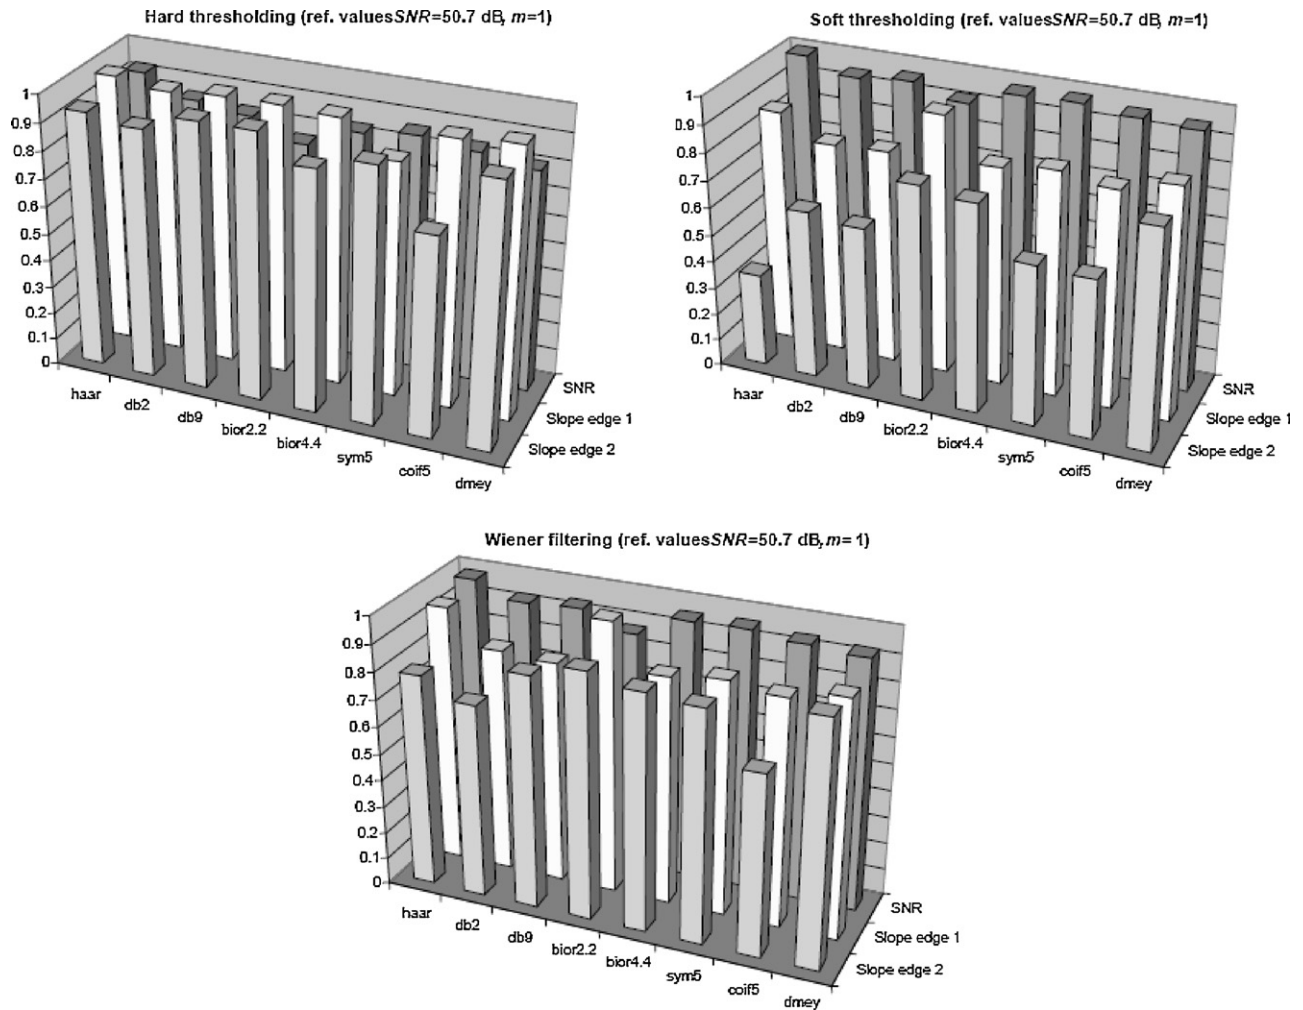 Hard thresholding (ref. valuesSNR=50.7 dB, m=1)
1
0.9
0.8
0.7
0.6
0.5
0.4
0.3
0.2
0.1
0
haar
db2
db9
bior2.2
bior4.4
sym5
coif5
dmey
SNR
Slope edge 1
Slope edge 2
Soft thresholding (ref. valuesSNR=50.7 dB, m=1)
1
0.9
0.8
0.7
0.6
0.5
0.4
0.3
0.2
0.1
0
haar
db2
db9
bior2.2
bior4.4
sym5
coif5
dmey
SNR
Slope edge 1
Slope edge 2
Wiener filtering (ref. valuesSNR=50.7 dB, m= 1)
1
0.9
0.8
0.7
0.6
0.5
0.4
0.3
0.2
0.1
0
haar
db2
db9
bior2.2
bior4.4
sym5
coif5
dmey
SNR
Slope edge 1
Slope edge 2